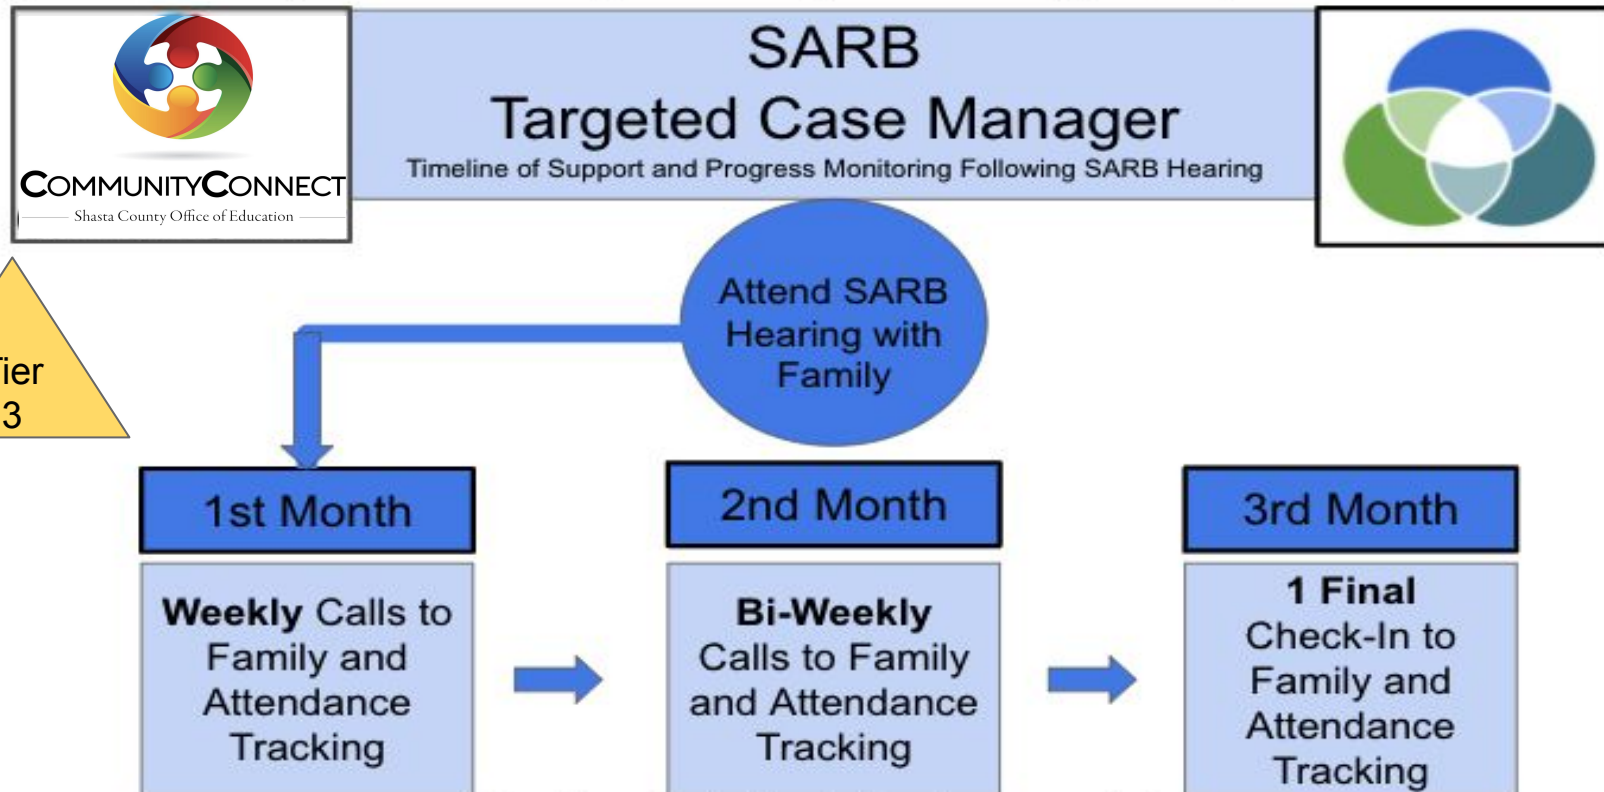 COMMUNITYCONNECT
Shasta County Office of Education
SARB
Targeted Case Manager
Timeline of Support and Progress Monitoring Following SARB Hearing
Attend SARB
Hearing with
Family
Tier
3
1st Month
Weekly Calls to
Family and
Attendance
Tracking
2nd Month
Bi-Weekly
Calls to Family
and Attendance
Tracking
3rd Month
1 Final
Check-In to
Family and
Attendance
Tracking